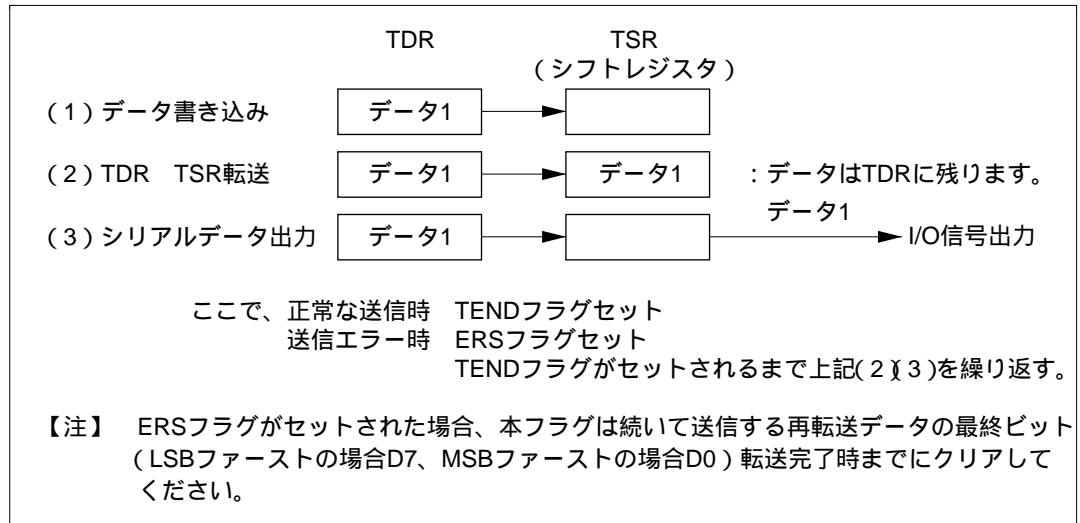 TDR TSR
(シフトレジスタ)
(1)データ書き込み データ1
(2)TDR TSR転送 データ1 データ1 :データはTDRに残ります。
データ1
(3)シリアルデータ出力 データ1 I/O信号出力
ここで、正常な送信時 TENDフラグセット
送信エラー時 ERSフラグセット
TENDフラグがセットされるまで上記(2)(3)を繰り返す。
【注】 ERSフラグがセットされた場合、本フラグは続いて送信する再転送データの最終ビット
(LSBファーストの場合D7、MSBファーストの場合D0)転送完了時までにクリアして
ください。